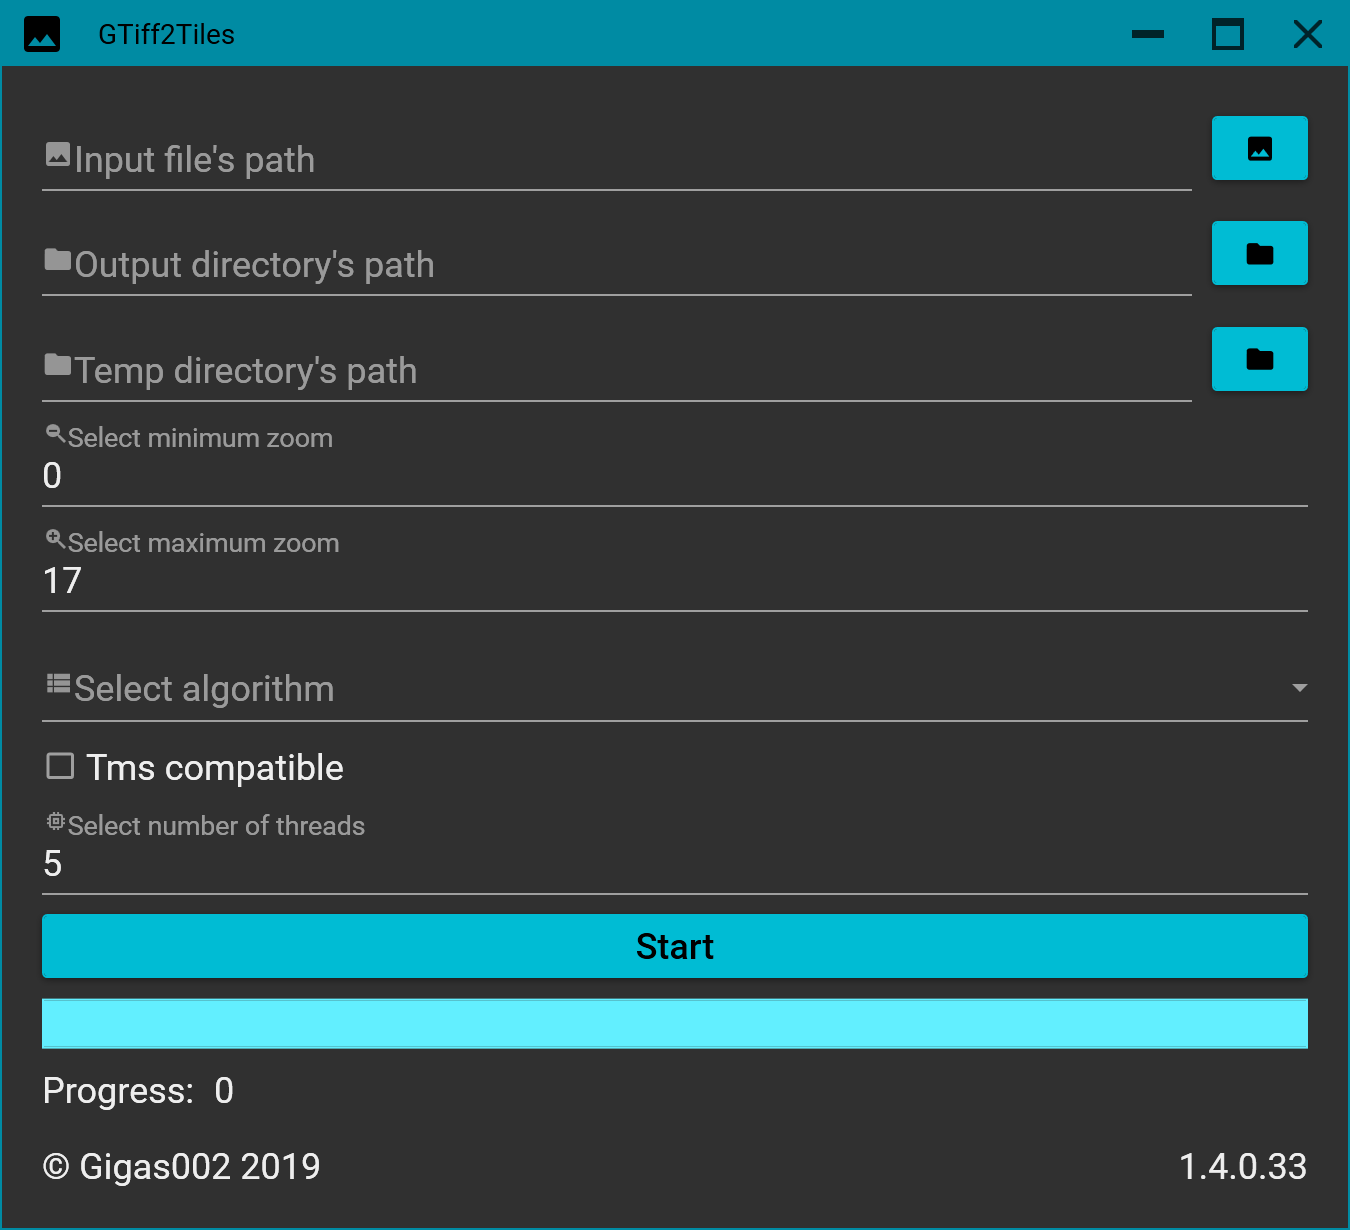 GTiff2Tiles
Input file's path
Output directory's path
Temp directory's path
Select minimum zoom
0
Select maximum zoom
17
Select algorithm
Tms compatible
Select number of threads
5
Start
Progress: 0
© Gigas002 2019 1.4.0.33